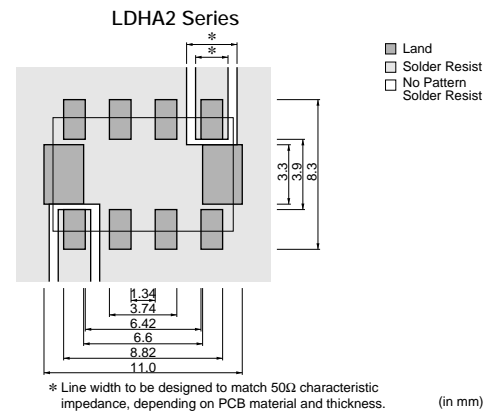 LDHA2 Series
*
*
Land
Solder Resist
No Pattern
Solder Resist
3.3
3.9
8.3
1.34
3.74
6.42
6.6
8.82
11.0
* Line width to be designed to match 50Ω characteristic
impedance, depending on PCB material and thickness.
(in mm)